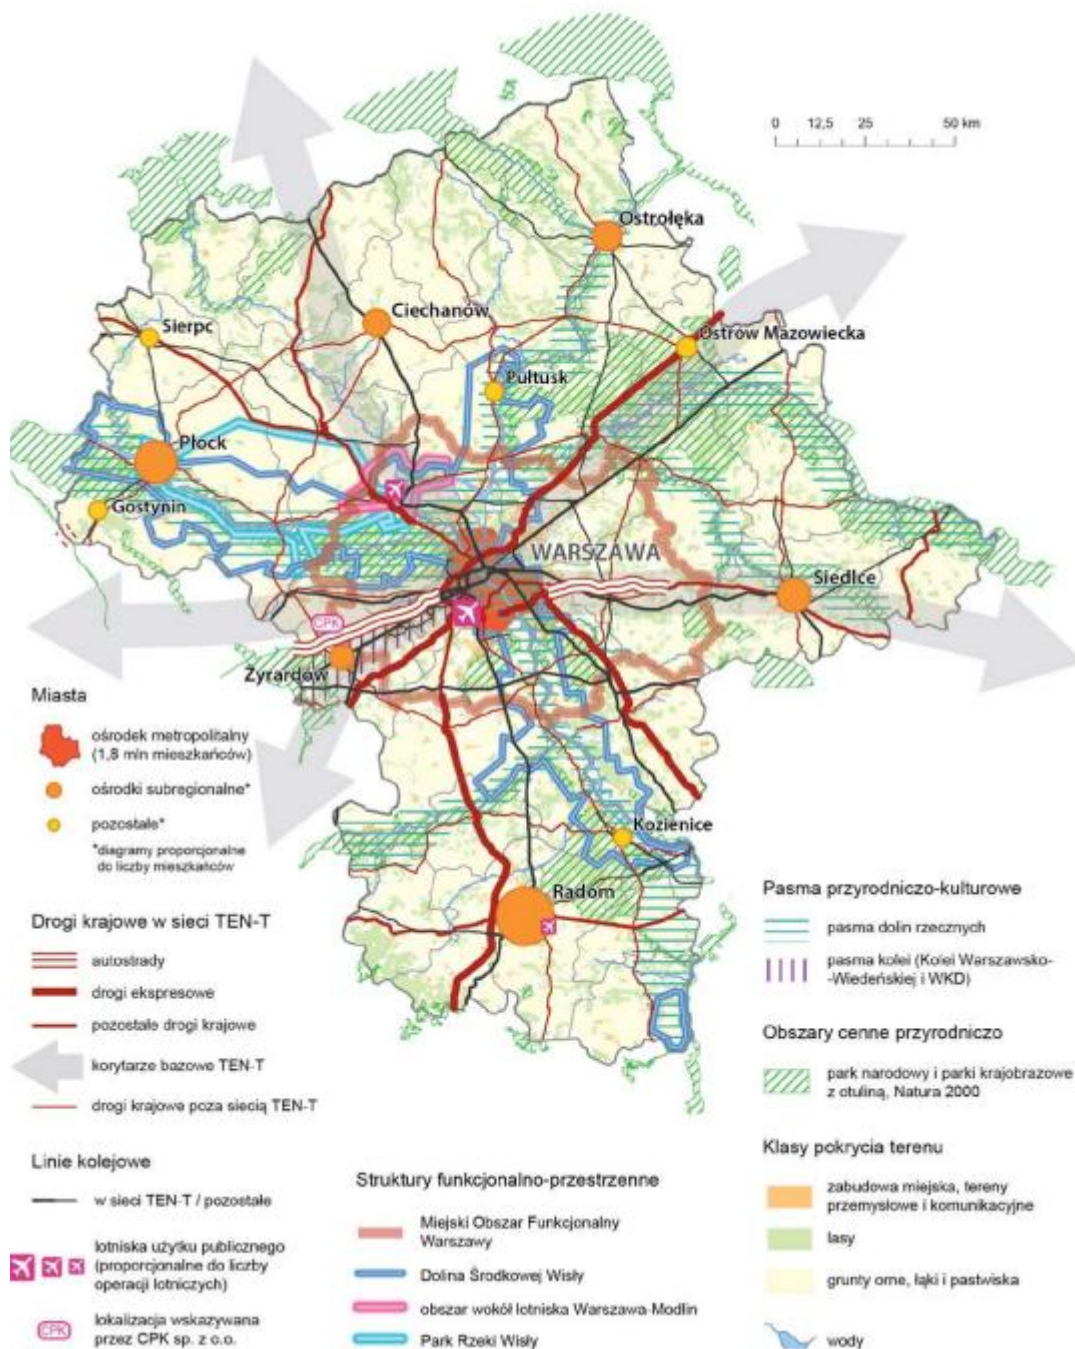 0 12,5 25 50 km
Ostrołęka
Ciechanów
Sierpc
Ostrów Mazowiecka
Pułtusk
Płock
Gostynin
WARSZAWA
Siedlce
CPK
Żyrardów
Kozienice
Radom
Miasta
ośrodek metropolitalny
(1,8 mln mieszkańców)
ośrodki subregionalne*
pozostałe*
*diagramy proporcjonalne
do liczby mieszkańców
Drogi krajowe w sieci TEN-T
autostrady
drogi ekspresowe
pozostałe drogi krajowe
korytarze bazowe TEN-T
drogi krajowe poza siecią TEN-T
Linie kolejowe
w sieci TEN-T / pozostałe
lotniska użytku publicznego
(proporcjonalne do liczby
operacji lotniczych)
CPK
lokalizacja wskazywana
przez CPK sp. z o.o.
Struktury funkcjonalno-przestrzenne
Miejski Obszar Funkcjonalny
Warszawy
Dolina Środkowej Wisły
obszar wokół lotniska Warszawa-Modlin
Park Rzeki Wisły
Pasma przyrodniczo-kulturowe
pasma dolin rzecznych
pasma kolei (Kolei Warszawsko-
-Wiedeńskiej i WKD)
Obszary cenne przyrodniczo
park narodowy i parki krajobrazowe
z otuliną, Natura 2000
Klasy pokrycia terenu
zabudowa miejska, tereny
przemysłowe i komunikacyjne
lasy
grunty orne, łąki i pastwiska
wody